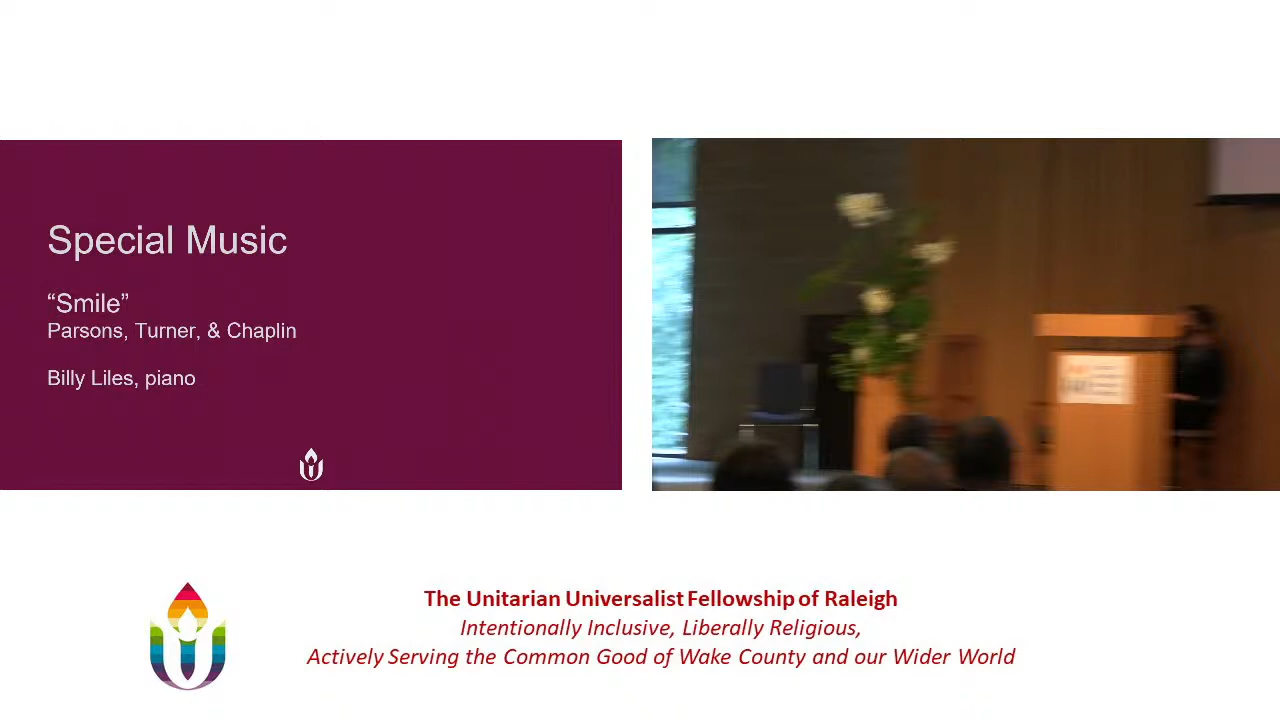 Special Music
“Smile”
Parsons, Turner, & Chaplin
Billy Liles, piano
The Unitarian Universalist Fellowship of Raleigh
Intentionally Inclusive, Liberally Religious,
Actively Serving the Common Good of Wake County and our Wider World